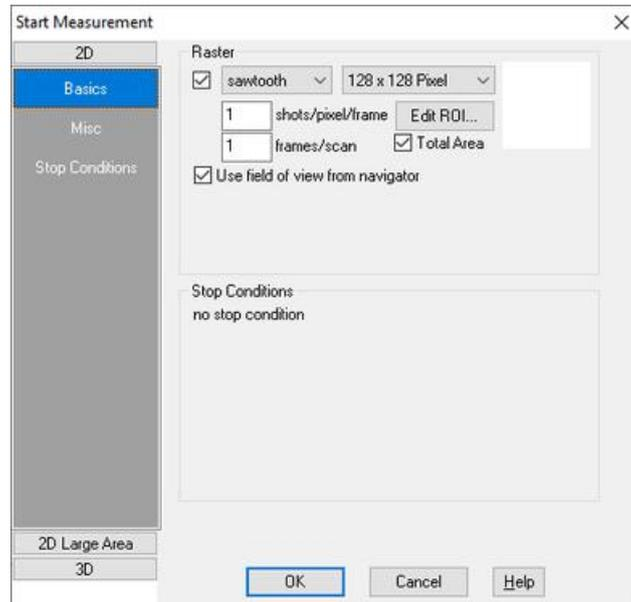 Start Measurement
2D
Basics
Misc
Stop Conditions
2D Large Area
3D
Raster
sawtooth
128 x 128 Pixel
1 shots/pixel/frame Edit ROI...
1 frames/scan Total Area
Use field of view from navigator
Stop Conditions
no stop condition
OK Cancel Help